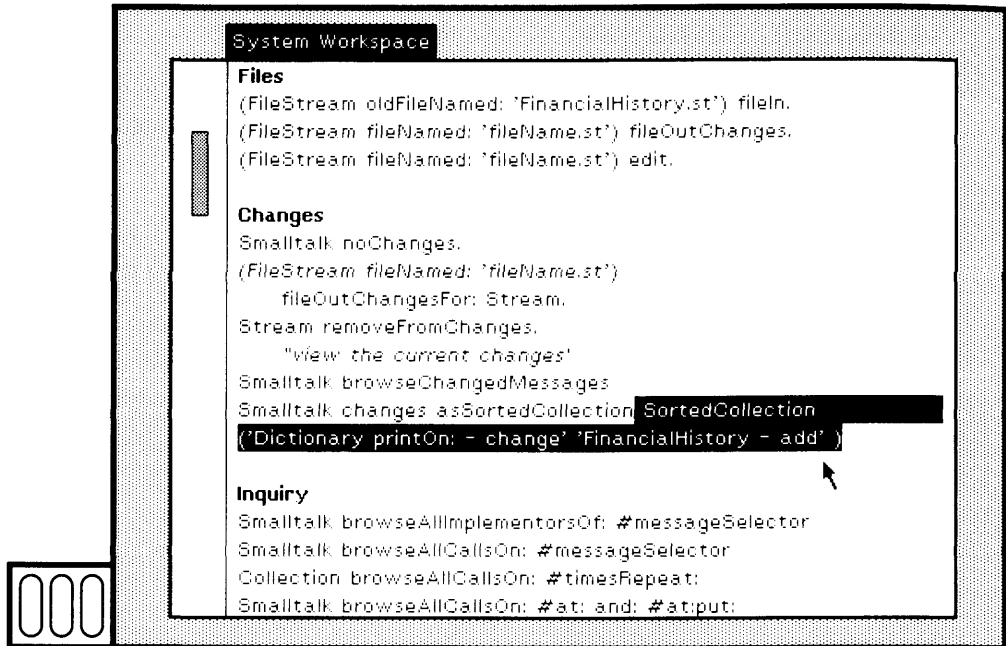 System Workspace
Files
(FileStream oldFileNamed: 'FinancialHistory.st') fileIn.
(FileStream fileNamed: 'fileName.st') fileOutChanges.
(FileStream fileNamed: 'fileName.st') edit.
Changes
Smalltalk noChanges.
(FileStream fileNamed: 'fileName.st')
fileOutChangesFor: Stream.
Stream removeFromChanges.
"view the current changes'
Smalltalk browseChangedMessages
Smalltalk changes asSortedCollection SortedCollection
('Dictionary printOn: - change' 'FinancialHistory - add' )
Inquiry
Smalltalk browseAllImplementorsOf: #messageSelector
Smalltalk browseAllCallsOn: #messageSelector
Collection browseAllCallsOn: #timesRepeat:
Smalltalk browseAllCallsOn: #at: and: #at:put: